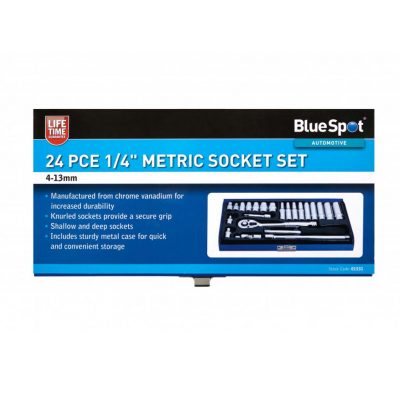 LIFE
TIME
GUARANTEE
BlueSpot
AUTOMOTIVE
24 PCE 1/4" METRIC SOCKET SET
4-13mm
• Manufactured from chrome vanadium for
increased durability
• Knurled sockets provide a secure grip
• Shallow and deep sockets
• Includes sturdy metal case for quick
and convenient storage